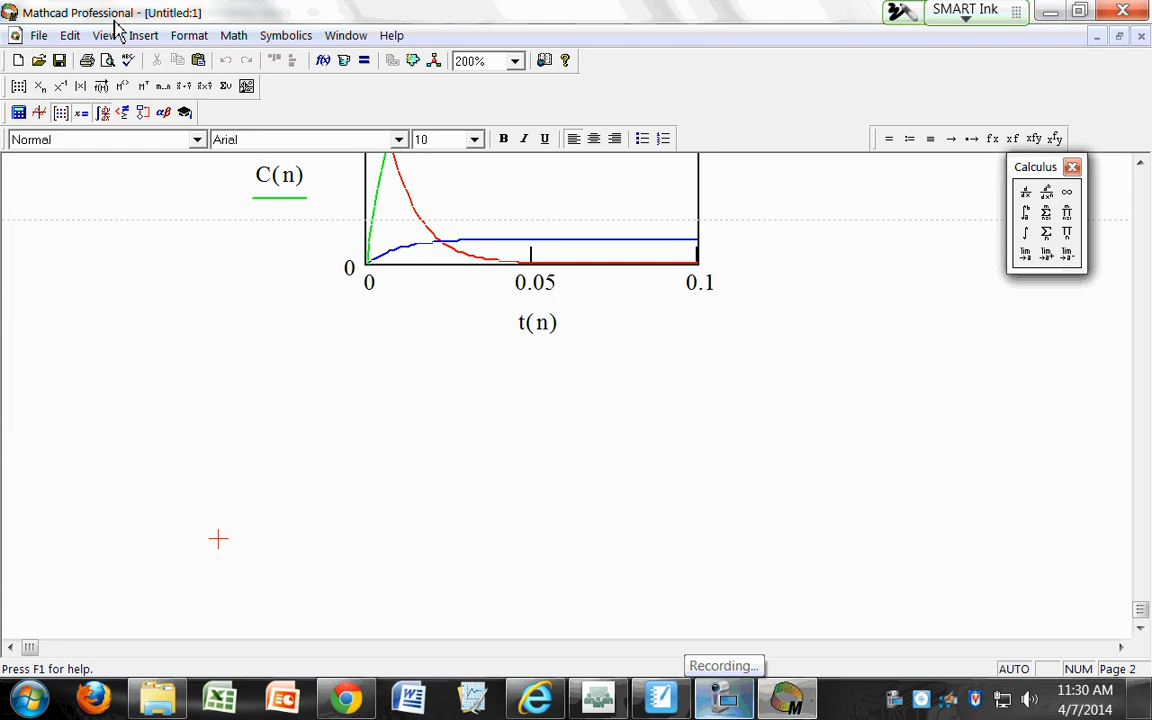 Mathcad Professional - [Untitled:1]
SMART Ink
File Edit View Insert Format Math Symbolics Window Help
200%
Normal Arial 10 B I U
Calculus
C(n)
0
0 0.05 0.1
t(n)
Recording...
Press F1 for help.
AUTO NUM Page 2
11:30 AM
4/7/2014